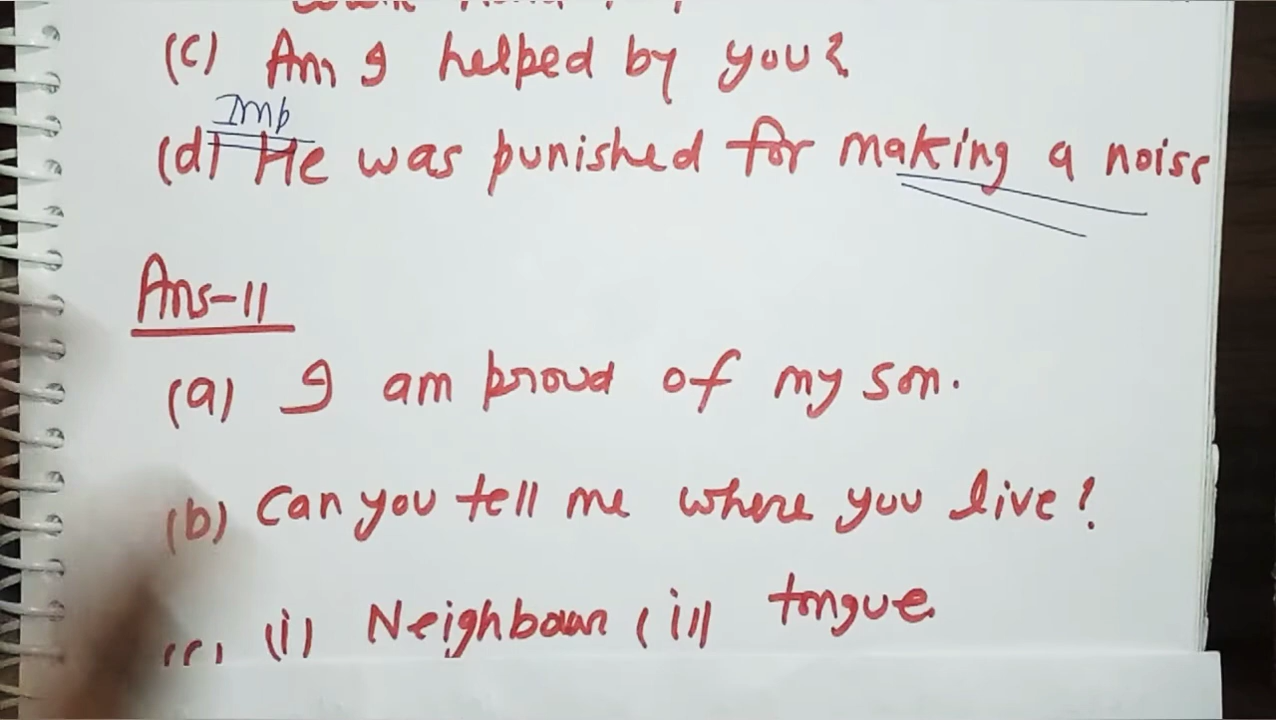 (c) Am I helped by you?
Imp
(d) He was punished for making a noise
Ans-11
(a) I am proud of my son.
(b) Can you tell me where you live?
(c) (i) Neighbour (ii) tongue